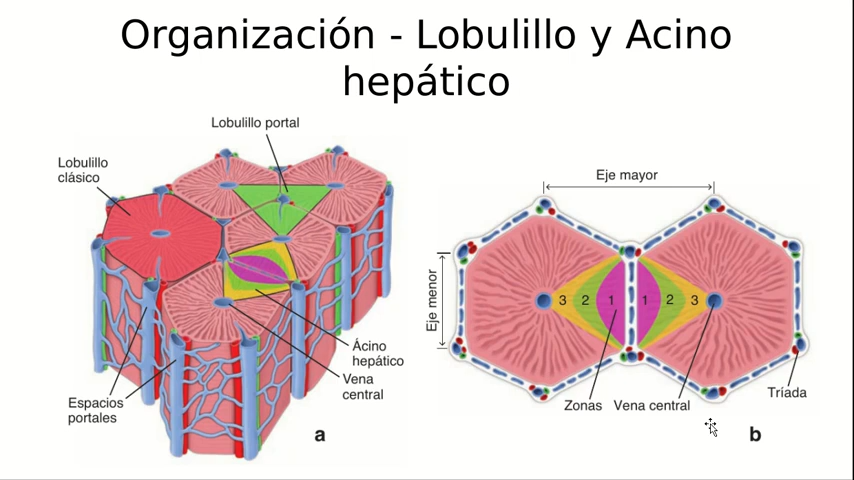 Organización - Lobulillo y Acino
hepático
Lobulillo portal
Lobulillo
clásico
Ácino
hepático
Vena
central
Espacios
portales
a
Eje mayor
Eje menor
3 2 1 1 2 3
Zonas
Vena central
Tríada
b